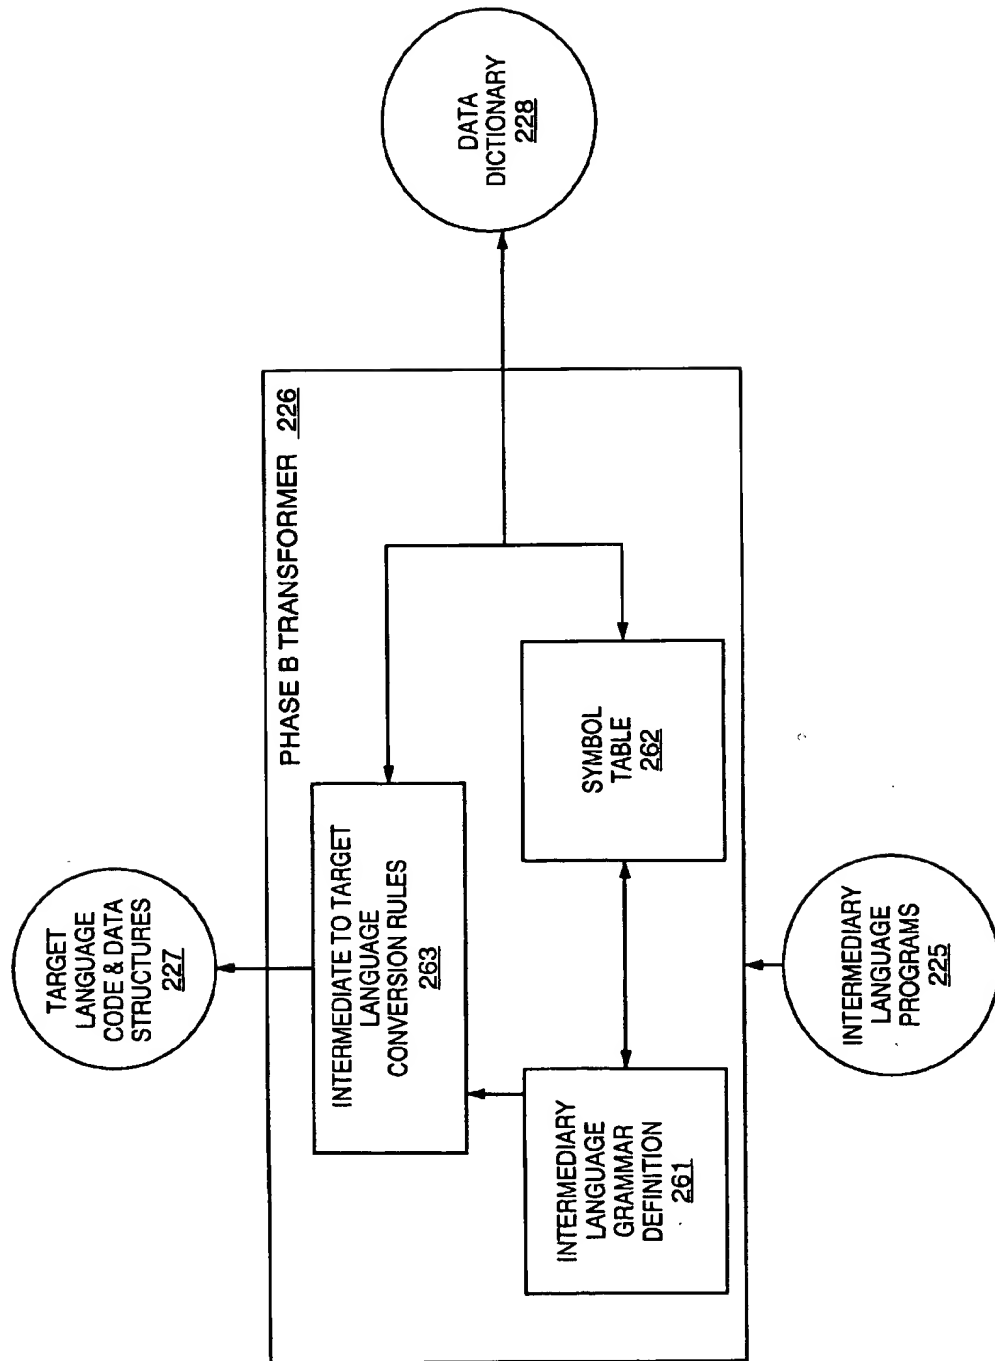 PHASE B TRANSFORMER 226
TARGET
LANGUAGE
CODE & DATA
STRUCTURES
227
INTERMEDIATE TO TARGET
LANGUAGE
CONVERSION RULES
263
INTERMEDIARY
LANGUAGE
GRAMMAR
DEFINITION
261
SYMBOL
TABLE
262
INTERMEDIARY
LANGUAGE
PROGRAMS
225
DATA
DICTIONARY
228